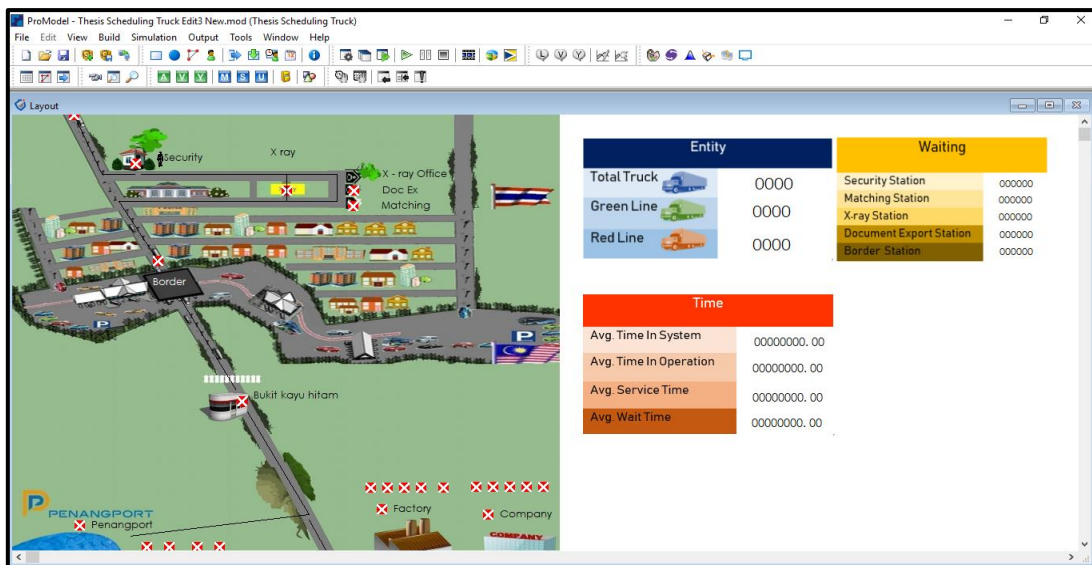 ProModel - Thesis Scheduling Truck Edit3 New.mod (Thesis Scheduling Truck)
File Edit View Build Simulation Output Tools Window Help
Layout
Security
X ray
X - ray Office
Doc Ex
Matching
Border
P
P
Bukit kayu hitam
PENANGPORT
Penangport
Factory
Company
COMPANY
Entity
Total Truck 0000
Green Line 0000
Red Line 0000
Waiting
Security Station 000000
Matching Station 000000
X-ray Station 000000
Document Export Station 000000
Border Station 000000
Time
Avg. Time In System 00000000. 00
Avg. Time In Operation 00000000. 00
Avg. Service Time 00000000. 00
Avg. Wait Time 00000000. 00